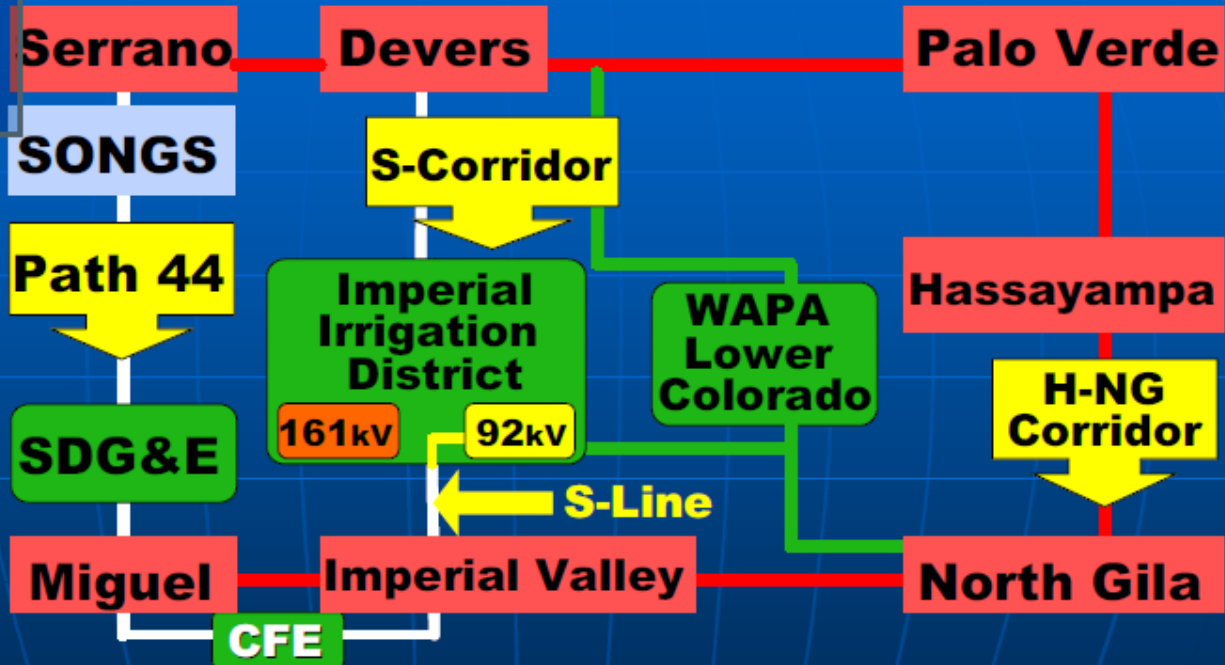 Serrano
Devers
Palo Verde
SONGS
S-Corridor
Path 44
Imperial
Irrigation
District
161kV
92kV
WAPA
Lower
Colorado
Hassayampa
H-NG
Corridor
SDG&E
S-Line
Miguel
Imperial Valley
North Gila
CFE